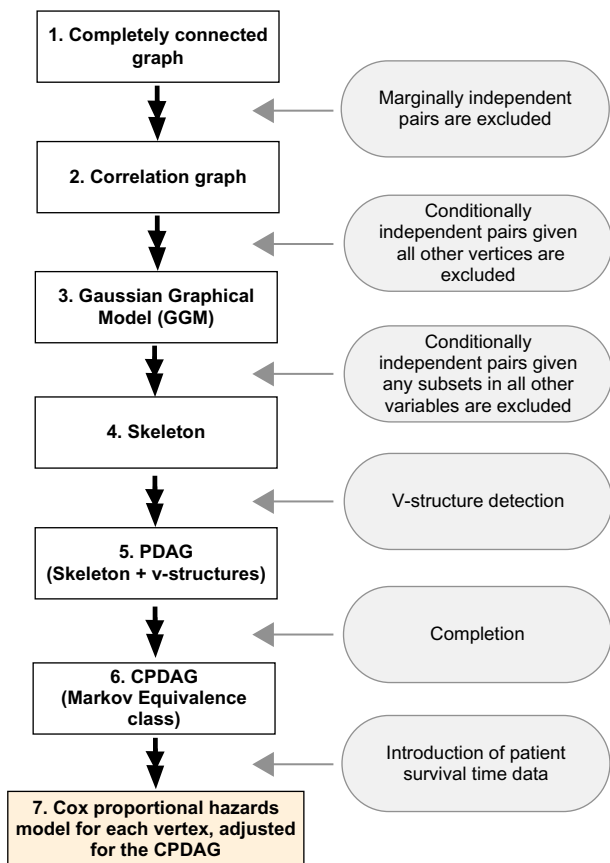 1. Completely connected
graph
Marginally independent
pairs are excluded
2. Correlation graph
Conditionally
independent pairs given
all other vertices are
excluded
3. Gaussian Graphical
Model (GGM)
Conditionally
independent pairs given
any subsets in all other
variables are excluded
4. Skeleton
V-structure detection
5. PDAG
(Skeleton + v-structures)
Completion
6. CPDAG
(Markov Equivalence
class)
Introduction of patient
survival time data
7. Cox proportional hazards
model for each vertex, adjusted
for the CPDAG